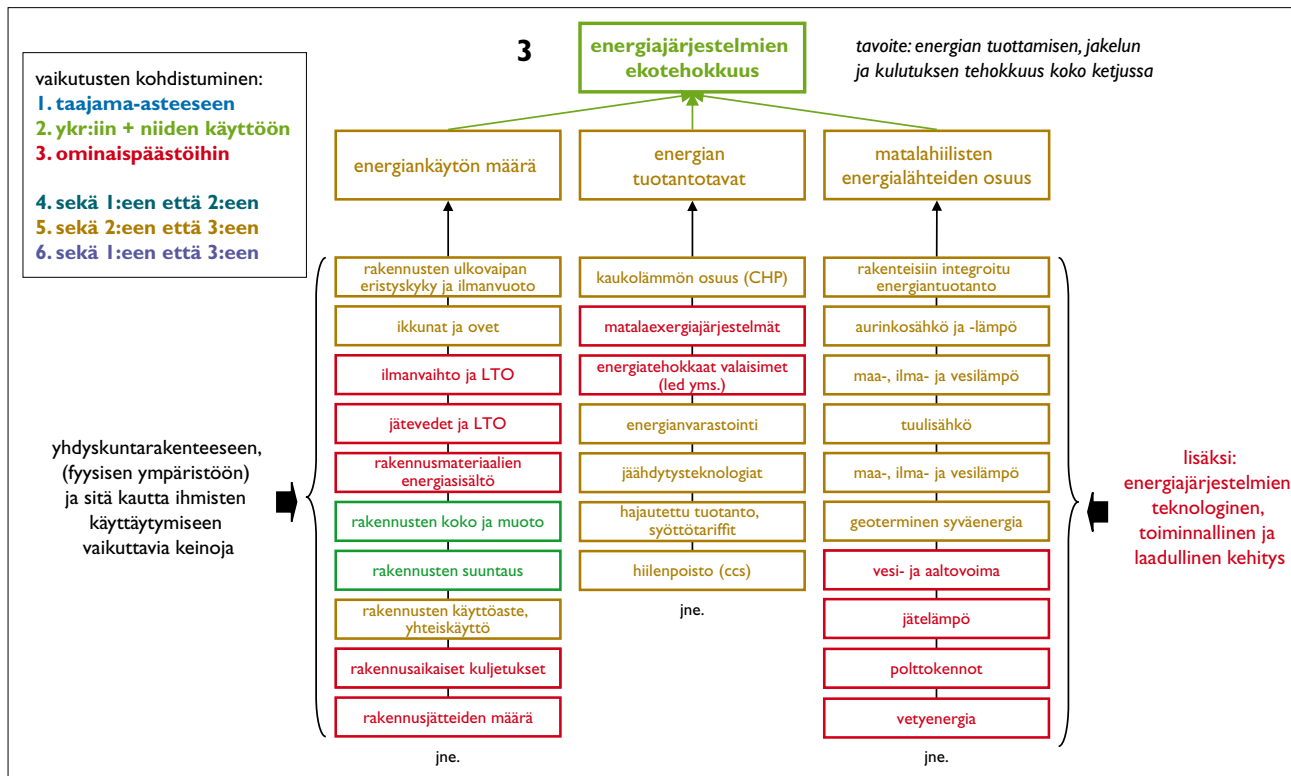 3
energiajärjestelmien
ekotehokkuus
tavoite: energian tuottamisen, jakelun
ja kulutuksen tehokkuus koko ketjussa
vaikutusten kohdistuminen:
1. taajama-asteeseen
2. ykr:iin + niiden käyttöön
3. ominaispäästöihin
4. sekä 1:een että 2:een
5. sekä 2:een että 3:een
6. sekä 1:een että 3:een
energiankäytön määrä
energian
tuotantotavat
matalahiilisten
energialähteiden osuus
yhdyskuntarakenteeseen,
(fyysisen ympäristöön)
ja sitä kautta ihmisten
käyttäytymiseen
vaikuttavia keinoja
rakennusten ulkovaipan
eristyskyky ja ilmanvuoto
ikkunat ja ovet
ilmanvaihto ja LTO
jätevedet ja LTO
rakennusmateriaalien
energiasisältö
rakennusten koko ja muoto
rakennusten suuntaus
rakennusten käyttöaste,
yhteiskäyttö
rakennusaikaiset kuljetukset
rakennusjätteiden määrä
jne.
kaukolämmön osuus (CHP)
matalaexergiajärjestelmät
energiatehokkaat valaisimet
(led yms.)
energianvarastointi
jäähdytysteknologiat
hajautettu tuotanto,
syöttötariffit
hiilenpoisto (ccs)
jne.
rakenteisiin integroitu
energiantuotanto
aurinkosähkö ja -lämpö
maa-, ilma- ja vesilämpö
tuulisähkö
maa-, ilma- ja vesilämpö
geoterminen syväenergia
vesi- ja aaltovoima
jätelämpö
polttokennot
vetyenergia
jne.
lisäksi:
energiajärjestelmien
teknologinen,
toiminnallinen ja
laadullinen kehitys